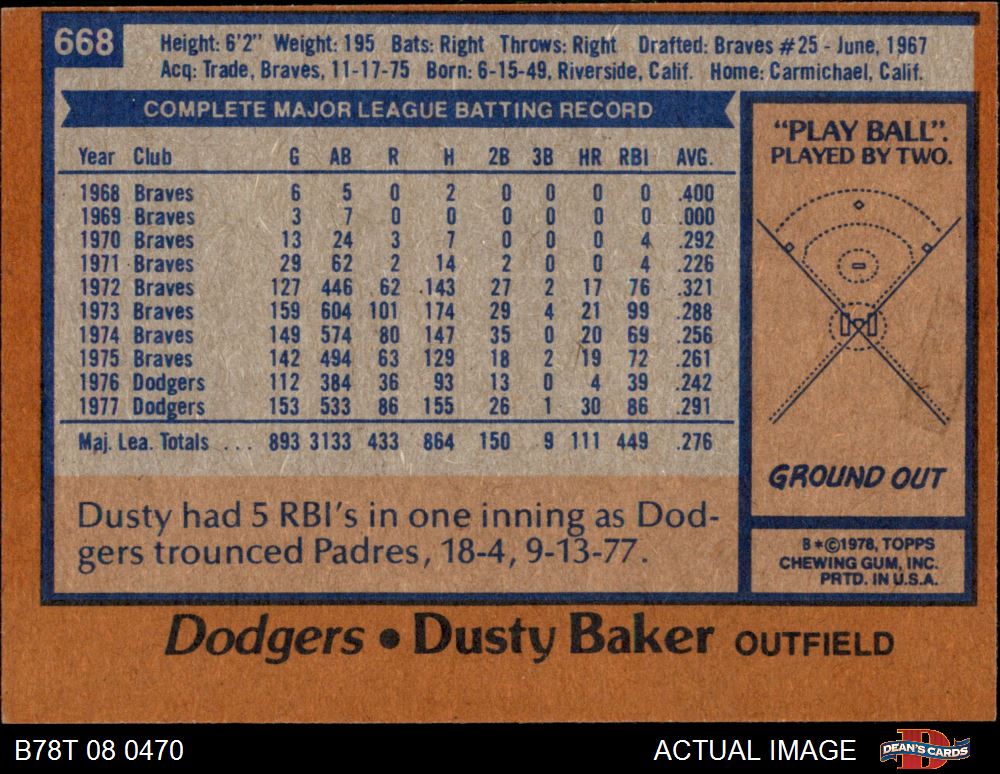 668
Height: 6'2" Weight: 195 Bats: Right Throws: Right Drafted: Braves #25 - June, 1967
Acq: Trade, Braves, 11-17-75 Born: 6-15-49, Riverside, Calif. Home: Carmichael, Calif.
COMPLETE MAJOR LEAGUE BATTING RECORD
Year Club G AB R H 2B 3B HR RBI AVG.
1968 Braves 6 5 0 2 0 0 0 0 .400
1969 Braves 3 7 0 0 0 0 0 0 .000
1970 Braves 13 24 3 7 0 0 0 4 .292
1971 Braves 29 62 2 14 2 0 0 4 .226
1972 Braves 127 446 62 143 27 2 17 76 .321
1973 Braves 159 604 101 174 29 4 21 99 .288
1974 Braves 149 574 80 147 35 0 20 69 .256
1975 Braves 142 494 63 129 18 2 19 72 .261
1976 Dodgers 112 384 36 93 13 0 4 39 .242
1977 Dodgers 153 533 86 155 26 1 30 86 .291
Maj. Lea. Totals . . . 893 3133 433 864 150 9 111 449 .276
Dusty had 5 RBI's in one inning as Dod-
gers trounced Padres, 18-4, 9-13-77.
"PLAY BALL".
PLAYED BY TWO.
GROUND OUT
B*©1978, TOPPS
CHEWING GUM, INC.
PRTD. IN U.S.A.
Dodgers • Dusty Baker OUTFIELD
B78T 08 0470
ACTUAL IMAGE
DEAN'S CARDS